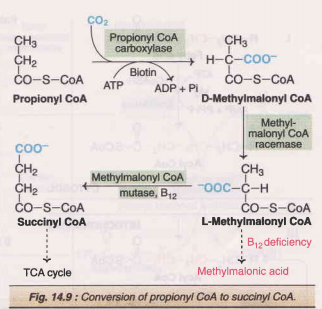 CO₂
Propionyl CoA
carboxylase
Biotin
ATP
ADP + Pi
CH₃
CH₂
CO–S–CoA
Propionyl CoA
CH₃
H–C–COO⁻
CO–S–CoA
D-Methylmalonyl CoA
Methyl-
malonyl CoA
racemase
CH₃
⁻OOC–C–H
CO–S–CoA
L-Methylmalonyl CoA
Methylmalonyl CoA
mutase, B₁₂
COO⁻
CH₂
CH₂
CO–S–CoA
Succinyl CoA
TCA cycle
B₁₂ deficiency
Methylmalonic acid
Fig. 14.9 : Conversion of propionyl CoA to succinyl CoA.